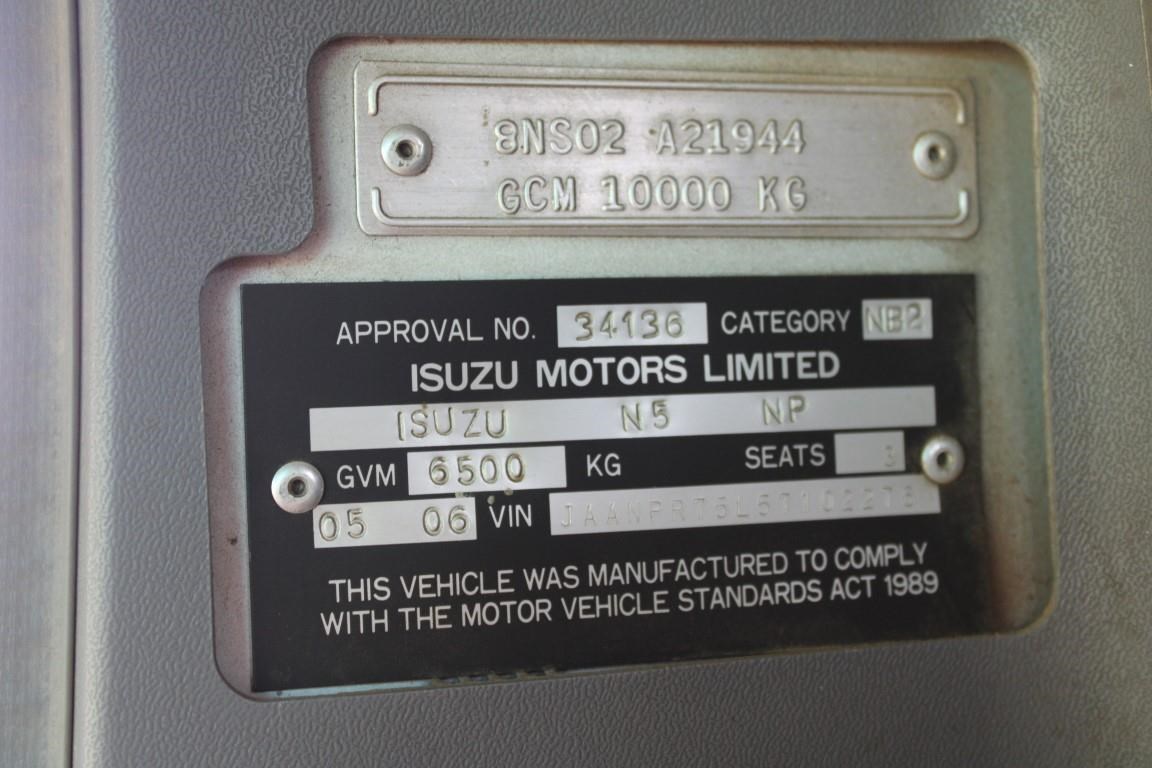 8NS02 A21944
GCM 10000 KG
APPROVAL NO. 34136 CATEGORY NB2
ISUZU MOTORS LIMITED
ISUZU N5 NP
GVM 6500 KG SEATS 3
05 06 VIN
THIS VEHICLE WAS MANUFACTURED TO COMPLY
WITH THE MOTOR VEHICLE STANDARDS ACT 1989